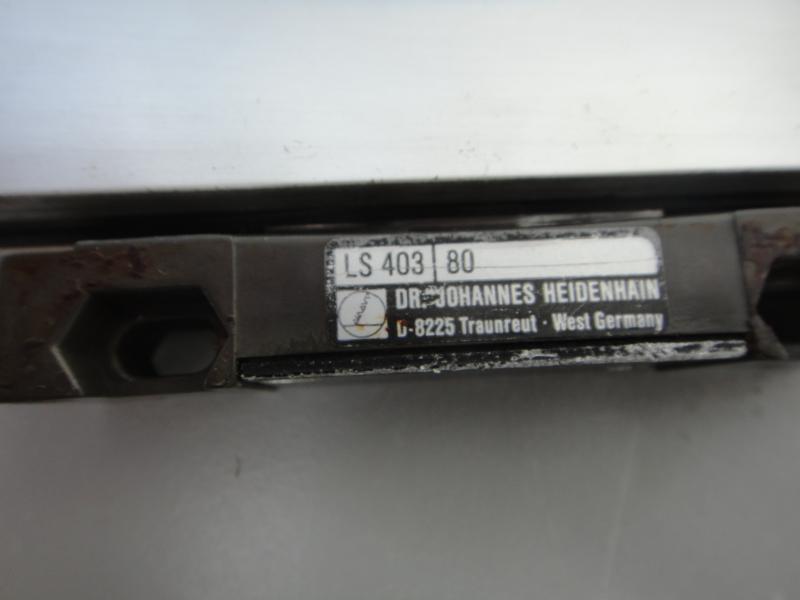 LS 403 80
DR. JOHANNES HEIDENHAIN
D-8225 Traunreut · West Germany